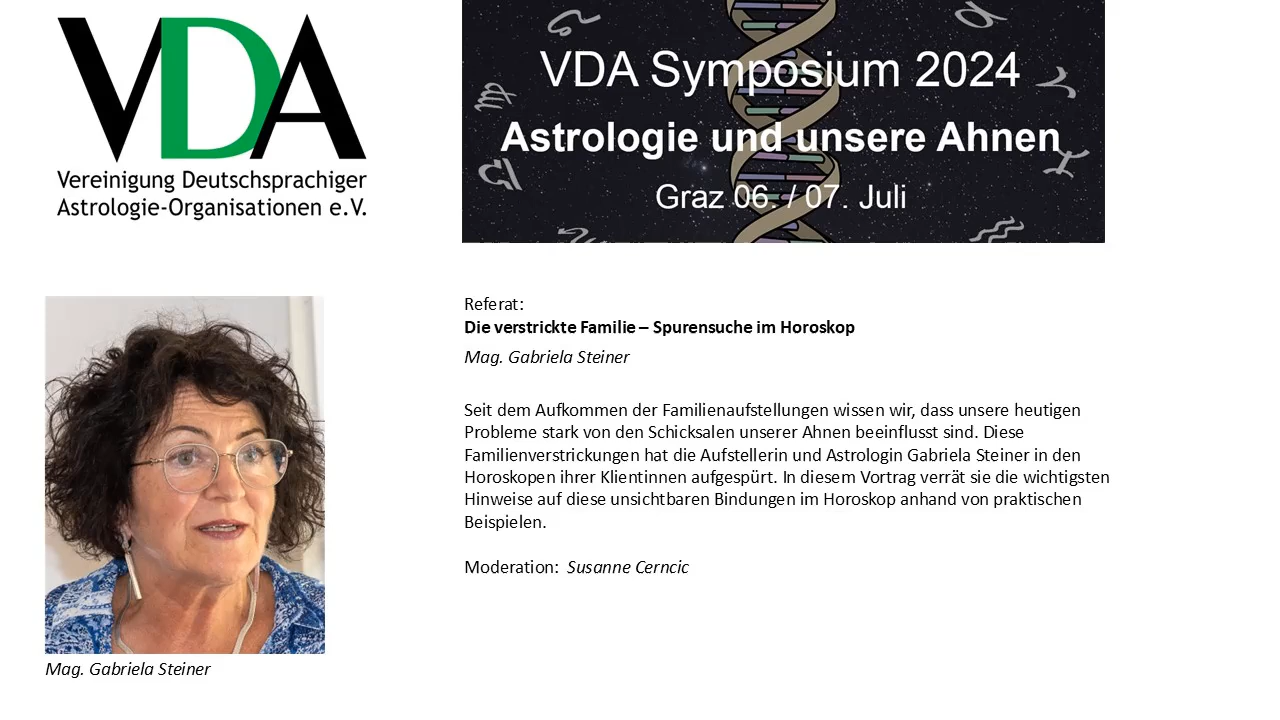 VDA
Vereinigung Deutschsprachiger
Astrologie-Organisationen e.V.
VDA Symposium 2024
Astrologie und unsere Ahnen
Graz 06. / 07. Juli
Referat:
Die verstrickte Familie – Spurensuche im Horoskop
Mag. Gabriela Steiner
Seit dem Aufkommen der Familienaufstellungen wissen wir, dass unsere heutigen
Probleme stark von den Schicksalen unserer Ahnen beeinflusst sind. Diese
Familienverstrickungen hat die Aufstellerin und Astrologin Gabriela Steiner in den
Horoskopen ihrer Klientinnen aufgespürt. In diesem Vortrag verrät sie die wichtigsten
Hinweise auf diese unsichtbaren Bindungen im Horoskop anhand von praktischen
Beispielen.
Moderation: Susanne Cerncic
Mag. Gabriela Steiner